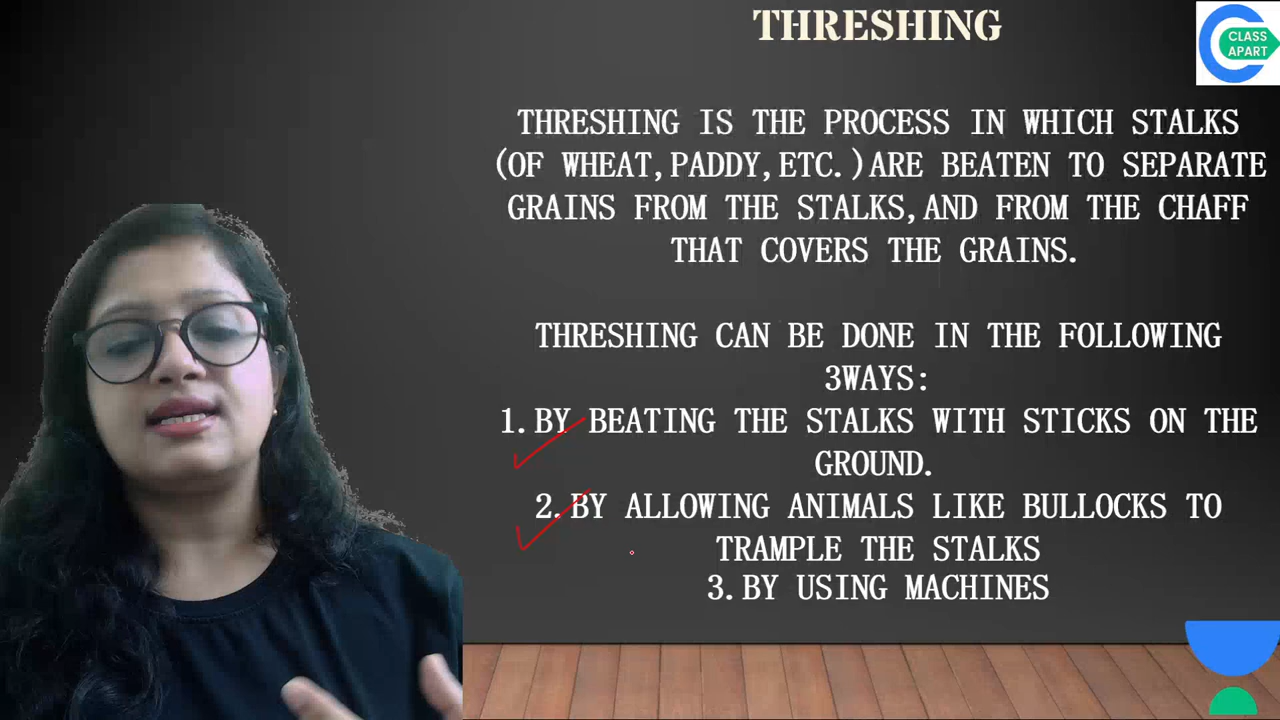 THRESHING
CLASS
APART
THRESHING IS THE PROCESS IN WHICH STALKS
(OF WHEAT,PADDY,ETC.)ARE BEATEN TO SEPARATE
GRAINS FROM THE STALKS,AND FROM THE CHAFF
THAT COVERS THE GRAINS.
THRESHING CAN BE DONE IN THE FOLLOWING
3WAYS:
1.BY BEATING THE STALKS WITH STICKS ON THE
GROUND.
2.BY ALLOWING ANIMALS LIKE BULLOCKS TO
TRAMPLE THE STALKS
3.BY USING MACHINES